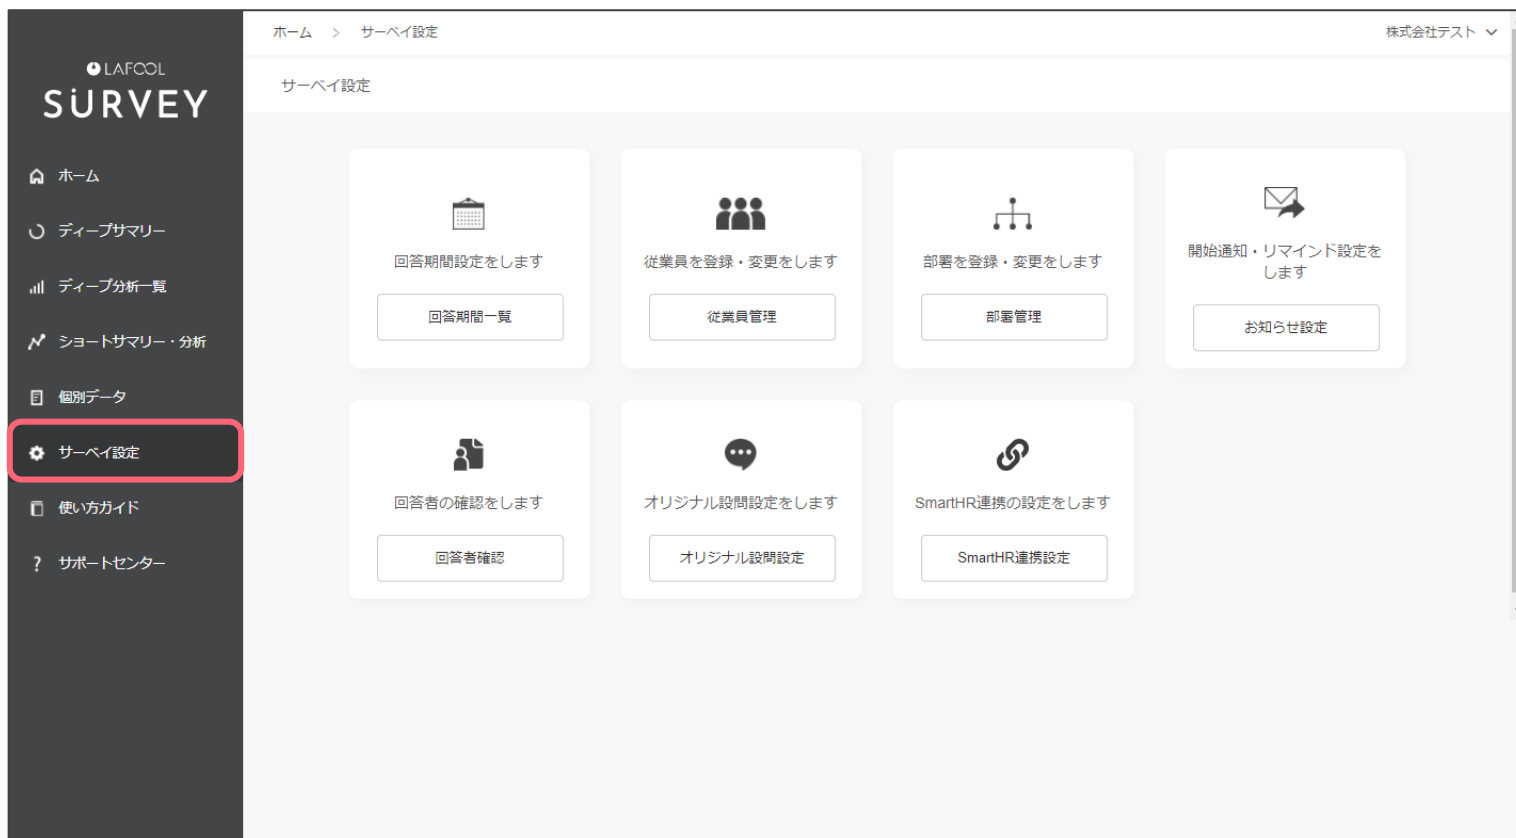 LAFOOL
SURVEY
ホーム
ディープサマリー
ディープ分析一覧
ショートサマリー・分析
個別データ
サーベイ設定
使い方ガイド
? サポートセンター
ホーム > サーベイ設定
株式会社テスト
サーベイ設定
回答期間設定をします
回答期間一覧
従業員を登録・変更をします
従業員管理
部署を登録・変更をします
部署管理
開始通知・リマインド設定を
します
お知らせ設定
回答者の確認をします
回答者確認
オリジナル設問設定をします
オリジナル設問設定
SmartHR連携の設定をします
SmartHR連携設定